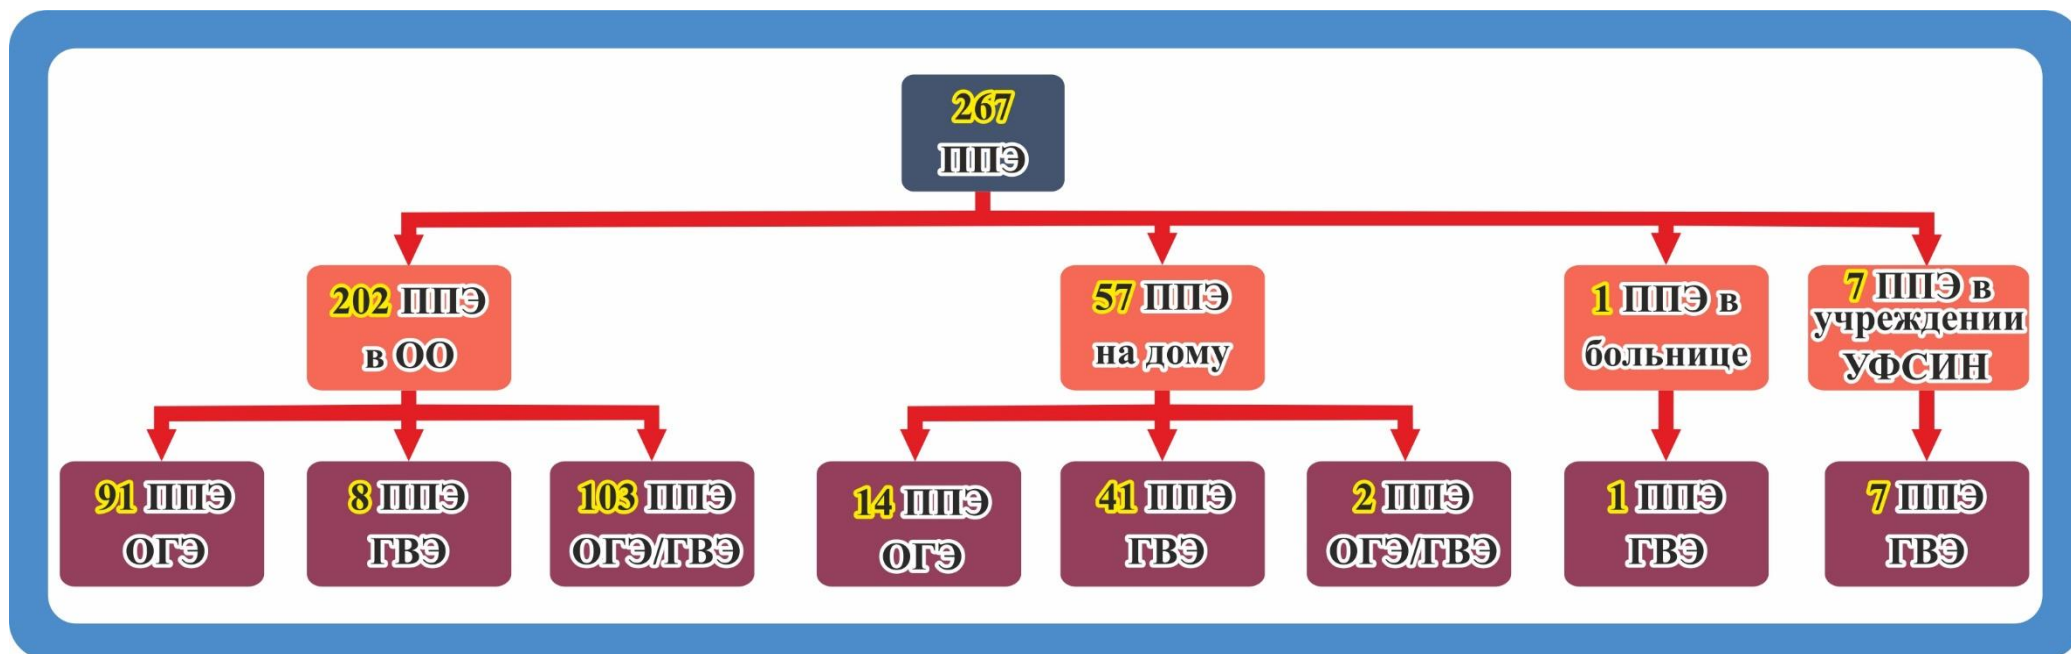 267
ППЭ
202 ППЭ
в ОО
57 ППЭ
на дому
1 ППЭ в
больнице
7 ППЭ в
учреждении
УФСИН
91 ППЭ
ОГЭ
8 ППЭ
ГВЭ
103 ППЭ
ОГЭ/ГВЭ
14 ППЭ
ОГЭ
41 ППЭ
ГВЭ
2 ППЭ
ОГЭ/ГВЭ
1 ППЭ
ГВЭ
7 ППЭ
ГВЭ